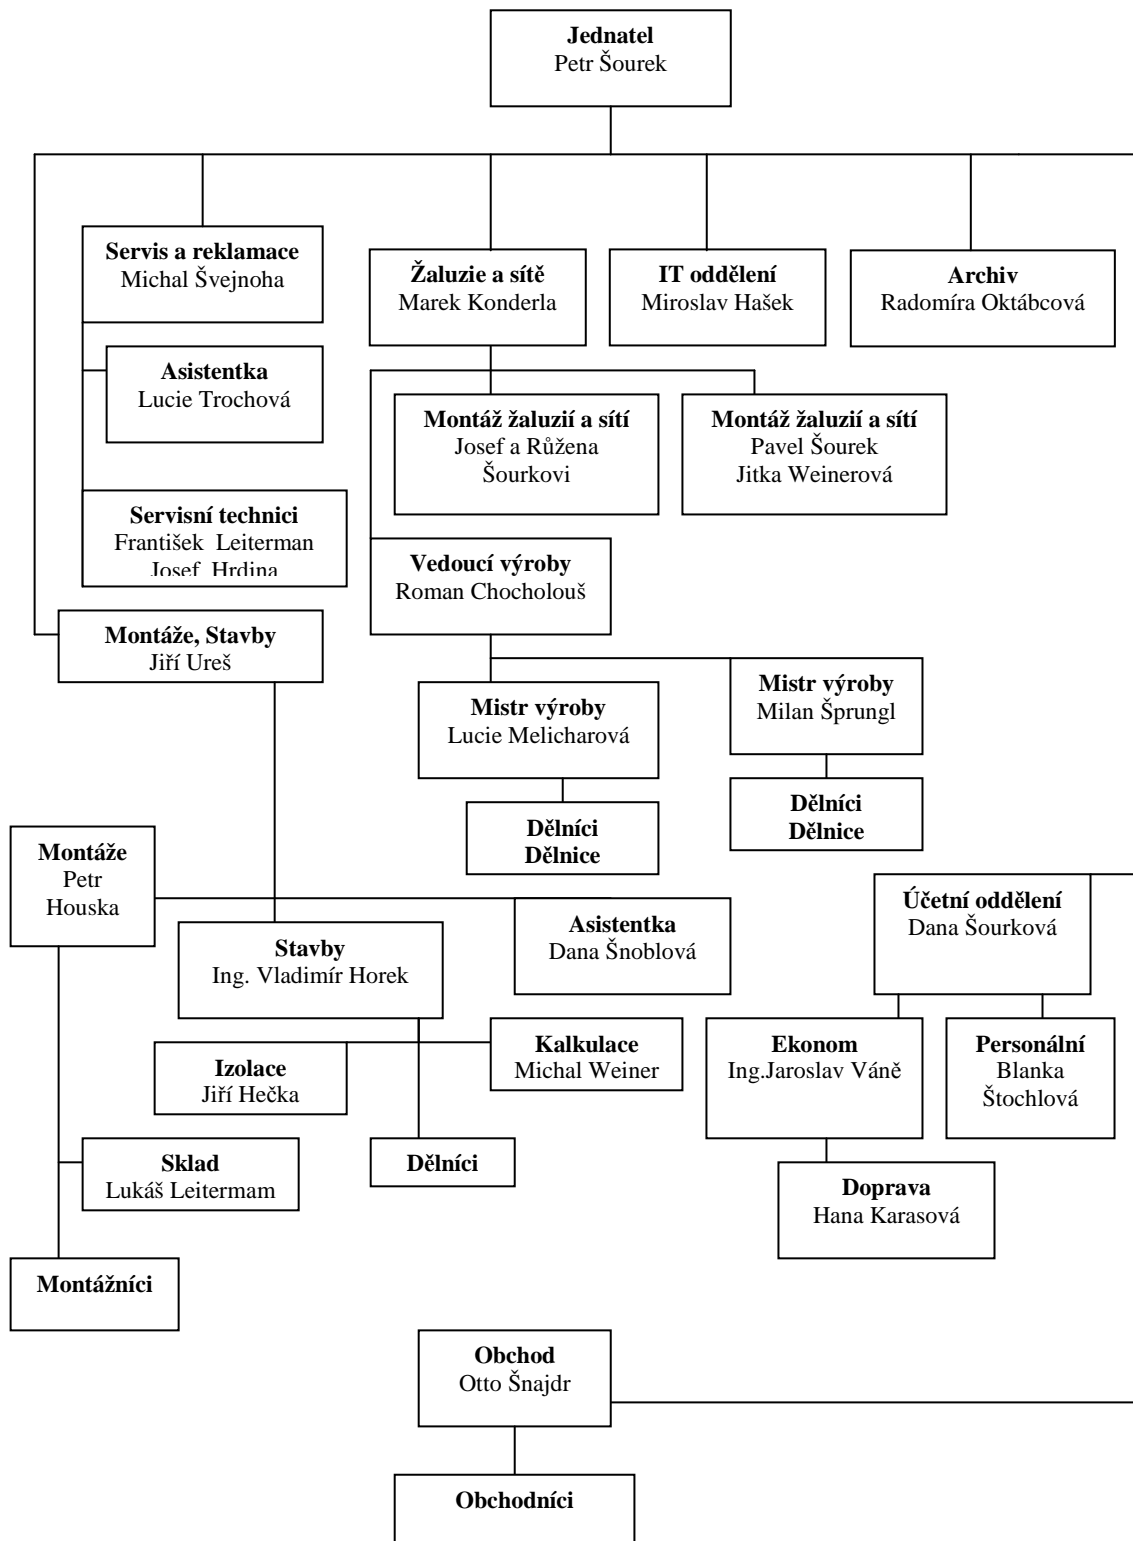 Jednatel
Petr Šourek
Servis a reklamace
Michal Švejnoha
Žaluzie a sítě
Marek Konderla
IT oddělení
Miroslav Hašek
Archiv
Radomíra Oktábcová
Asistentka
Lucie Trochová
Montáž žaluzií a sítí
Josef a Růžena
Šourkovi
Montáž žaluzií a sítí
Pavel Šourek
Jitka Weinerová
Servisní technici
František Leiterman
Josef Hrdina
Vedoucí výroby
Roman Chocholouš
Montáže, Stavby
Jiří Ureš
Mistr výroby
Lucie Melicharová
Mistr výroby
Milan Šprungl
Dělníci
Dělnice
Dělníci
Dělnice
Montáže
Petr
Houska
Účetní oddělení
Dana Šourková
Asistentka
Dana Šnoblová
Stavby
Ing. Vladimír Horek
Izolace
Jiří Hečka
Kalkulace
Michal Weiner
Ekonom
Ing.Jaroslav Váně
Personální
Blanka
Štochlová
Sklad
Lukáš Leitermam
Dělníci
Doprava
Hana Karasová
Montážníci
Obchod
Otto Šnajdr
Obchodníci